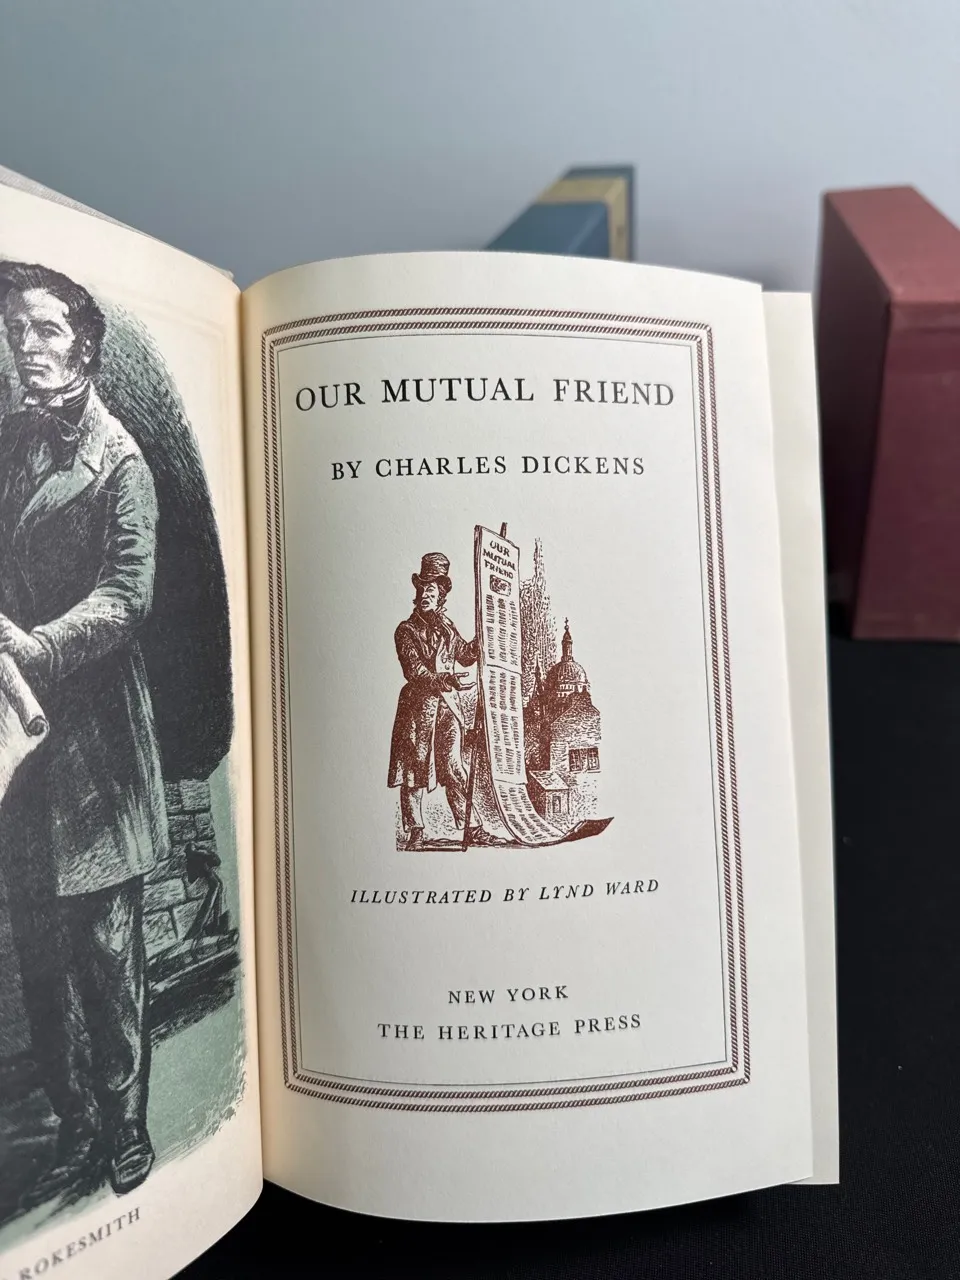 ROKESMITH
OUR MUTUAL FRIEND
BY CHARLES DICKENS
OUR
MUTUAL
FRIEND
ILLUSTRATED BY LYND WARD
NEW YORK
THE HERITAGE PRESS